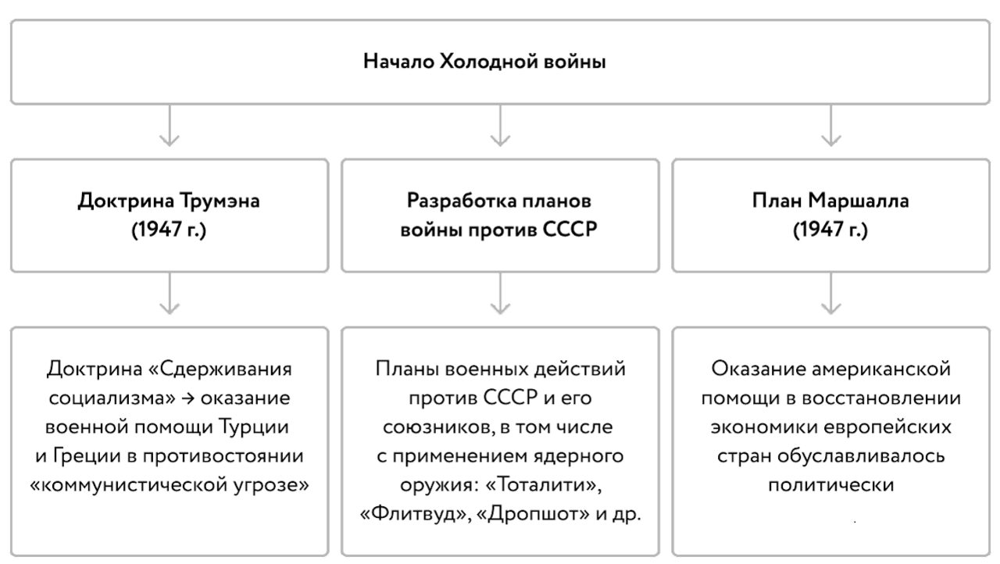 Начало Холодной войны
Доктрина Трумэна
(1947 г.)
Разработка планов
войны против СССР
План Маршалла
(1947 г.)
Доктрина «Сдерживания
социализма» → оказание
военной помощи Турции
и Греции в противостоянии
«коммунистической угрозе»
Планы военных действий
против СССР и его
союзников, в том числе
с применением ядерного
оружия: «Тоталити»,
«Флитвуд», «Дропшот» и др.
Оказание американской
помощи в восстановлении
экономики европейских
стран обуславливалось
политически
.